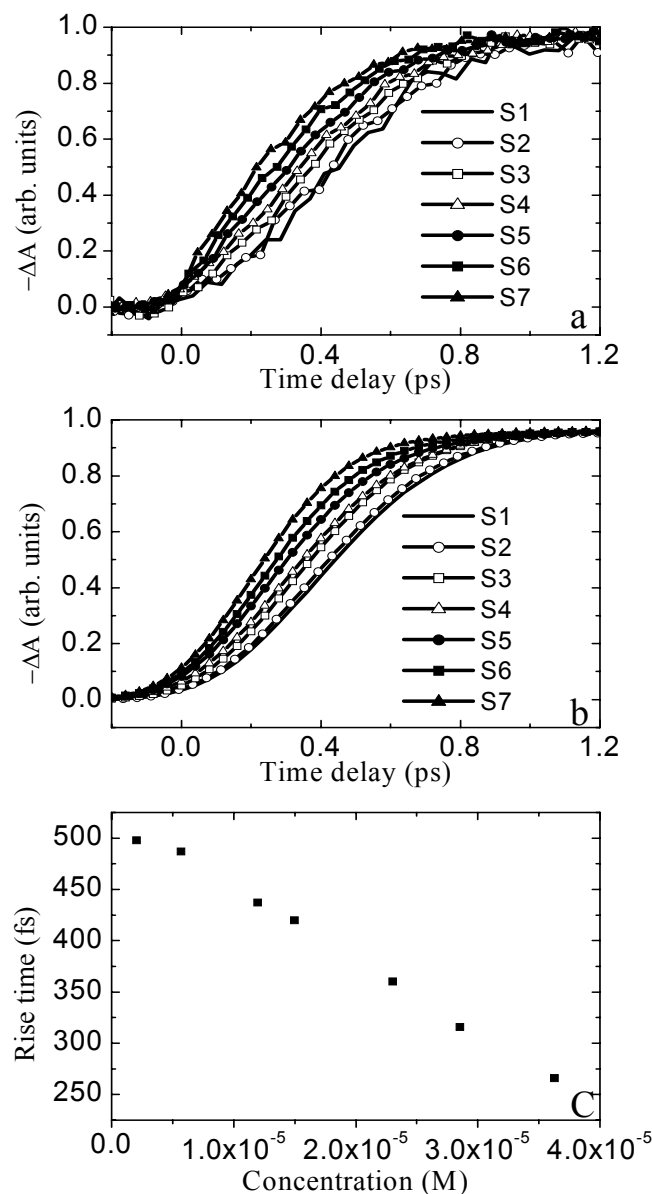 1.0
0.8
0.6
0.4
0.2
0.0
−ΔA (arb. units)
S1
S2
S3
S4
S5
S6
S7
a
0.0 0.4 0.8 1.2
Time delay (ps)
1.0
0.8
0.6
0.4
0.2
0.0
−ΔA (arb. units)
S1
S2
S3
S4
S5
S6
S7
b
0.0 0.4 0.8 1.2
Time delay (ps)
500
450
400
350
300
250
Rise time (fs)
C
0.0 1.0x10⁻⁵ 2.0x10⁻⁵ 3.0x10⁻⁵ 4.0x10⁻⁵
Concentration (M)